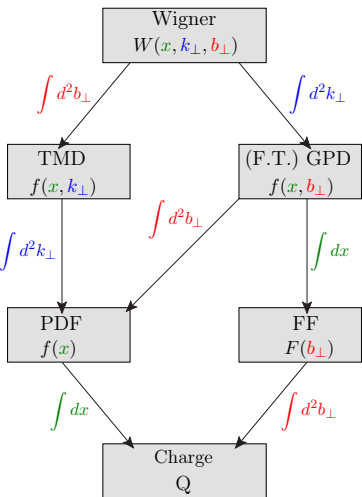 Wigner
W(x, k⊥, b⊥)
∫ d²b⊥
∫ d²k⊥
TMD
f(x, k⊥)
(F.T.) GPD
f(x, b⊥)
∫ d²k⊥
∫ d²b⊥
∫ dx
PDF
f(x)
FF
F(b⊥)
∫ dx
∫ d²b⊥
Charge
Q